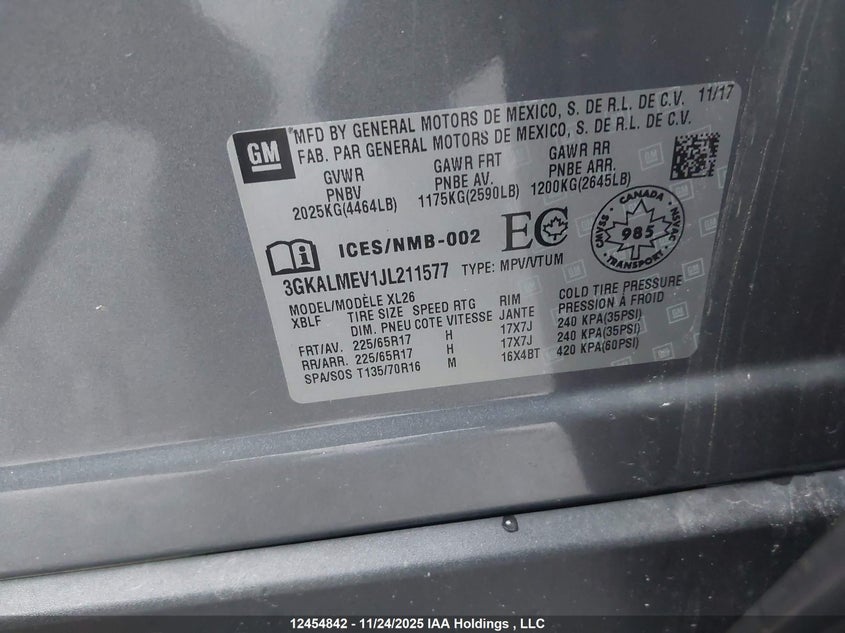 GM
*MFD BY GENERAL MOTORS DE MEXICO, S. DE R.L. DE C.V. 11/17
FAB. PAR GENERAL MOTORS DE MEXICO, S. DE R.L. DE C.V.
GVWR GAWR FRT GAWR RR
PNBV PNBE AV. PNBE ARR.
2025KG(4464LB) 1175KG(2590LB) 1200KG(2645LB)
ICES/NMB-002 EC
CANADA
CMVSS 985 NSVAC
TRANSPORT
3GKALMEV1JL211577 TYPE: MPV/VTUM
MODEL/MODÈLE XL26
XBLF TIRE SIZE SPEED RTG RIM COLD TIRE PRESSURE
DIM. PNEU COTE VITESSE JANTE PRESSION À FROID
FRT/AV. 225/65R17 H 17X7J 240 KPA(35PSI)
RR/ARR. 225/65R17 H 17X7J 240 KPA(35PSI)
SPA/SOS T135/70R16 M 16X4BT 420 KPA(60PSI)
12454842 - 11/24/2025 IAA Holdings , LLC